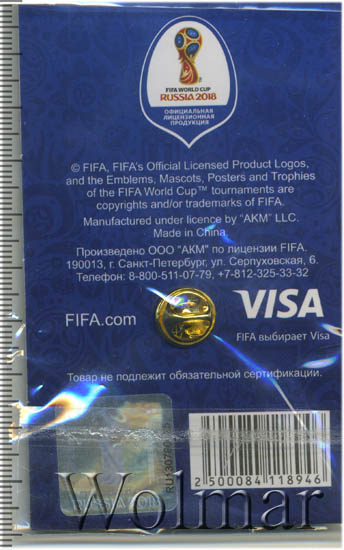 FIFA WORLD CUP
RUSSIA 2018
ОФИЦИАЛЬНАЯ
ЛИЦЕНЗИОННАЯ
ПРОДУКЦИЯ
© FIFA, FIFA's Official Licensed Product Logos,
and the Emblems, Mascots, Posters and Trophies
of the FIFA World Cup™ tournaments are
copyrights and/or trademarks of FIFA.
Manufactured under licence by "AKM" LLC.
Made in China.
Произведено ООО "АКМ" по лицензии FIFA.
190013, г. Санкт-Петербург, ул. Серпуховская, 6.
Телефон: 8-800-511-07-79, +7-812-325-33-32
FIFA.com
VISA
FIFA выбирает Visa
Товар не подлежит обязательной сертификации.
2 500084 118946
Wolmar